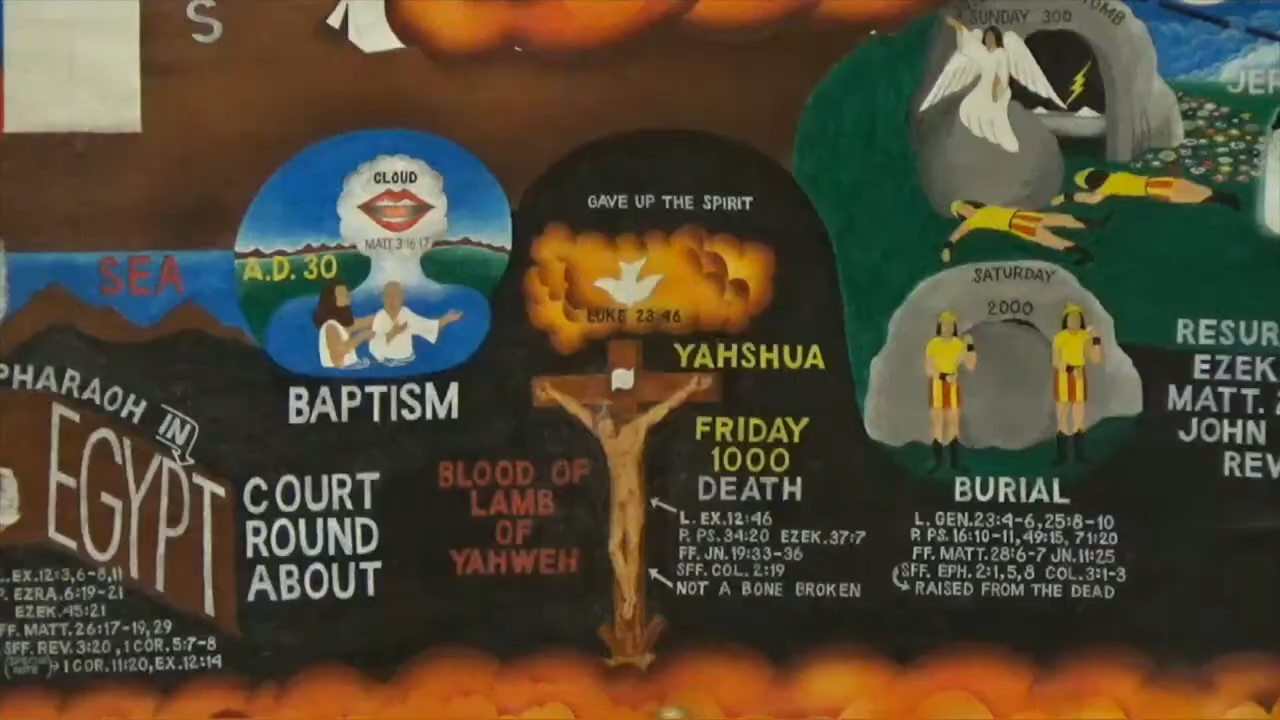 S
SUNDAY 300
TOMB
JER
CLOUD
MATT 3 16 17
A.D. 30
SEA
BAPTISM
PHARAOH IN
EGYPT
COURT
ROUND
ABOUT
L.EX.12:3,6-8,11
P. EZRA.6:19-21
EZEK.45:21
FF. MATT.26:17-19,29
SFF. REV.3:20, 1 COR.5:7-8
1 COR.11:20, EX.12:14
GAVE UP THE SPIRIT
LUKE 23:46
YAHSHUA
BLOOD OF
LAMB
OF
YAHWEH
FRIDAY
1000
DEATH
L. EX.12:46
P. PS.34:20 EZEK.37:7
FF. JN.19:33-36
SFF. COL.2:19
NOT A BONE BROKEN
SATURDAY
2000
BURIAL
L. GEN.23:4-6,25:8-10
P. PS.16:10-11,49:15,71:20
FF. MATT.28:6-7 JN.11:25
SFF. EPH.2:1,5,8 COL.3:1-3
RAISED FROM THE DEAD
RESUR
EZEK
MATT.
JOHN
REV